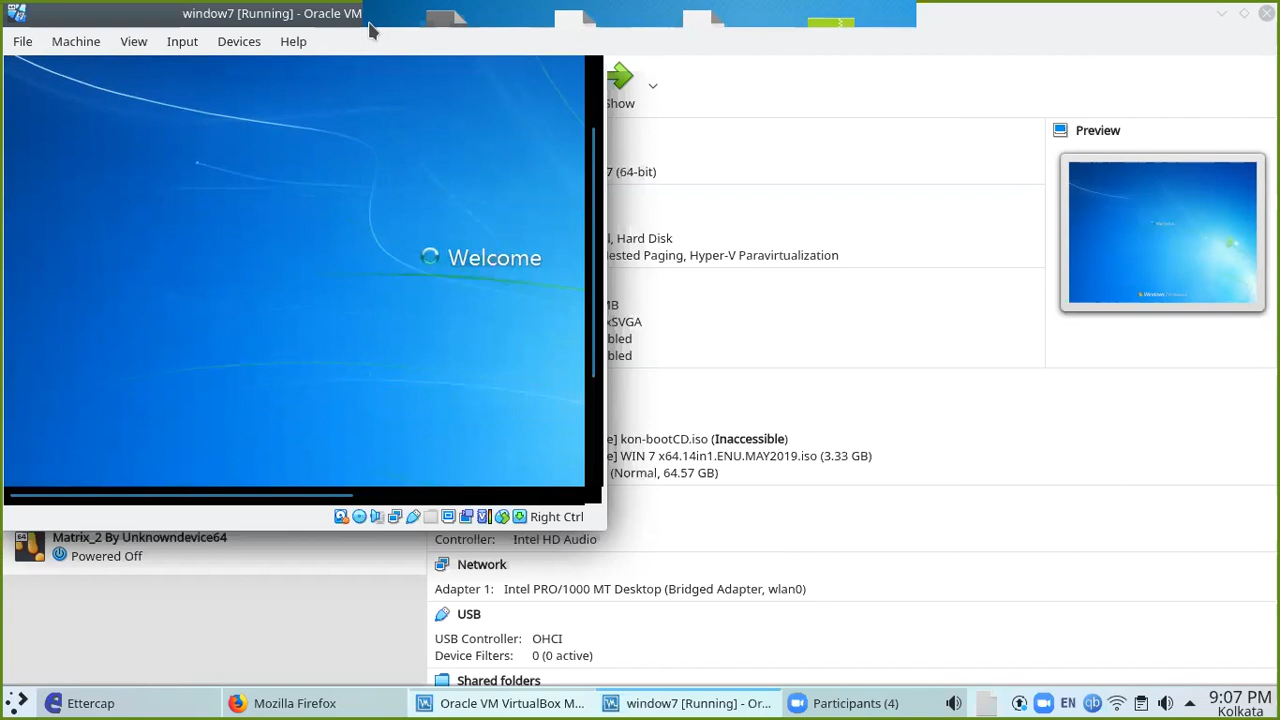 window7 [Running] - Oracle VM
File Machine View Input Devices Help
Show
Welcome
Preview
7 (64-bit)
Hard Disk
Nested Paging, Hyper-V Paravirtualization
MB
xSVGA
bled
bled
kon-bootCD.iso (Inaccessible)
WIN 7 x64.14in1.ENU.MAY2019.iso (3.33 GB)
(Normal, 64.57 GB)
Right Ctrl
64
Matrix_2 By Unknowndevice64
Powered Off
Controller: Intel HD Audio
Network
Adapter 1: Intel PRO/1000 MT Desktop (Bridged Adapter, wlan0)
USB
USB Controller: OHCI
Device Filters: 0 (0 active)
Shared folders
Ettercap
Mozilla Firefox
Oracle VM VirtualBox M...
window7 [Running] - Or...
Participants (4)
EN
qb
9:07 PM
Kolkata